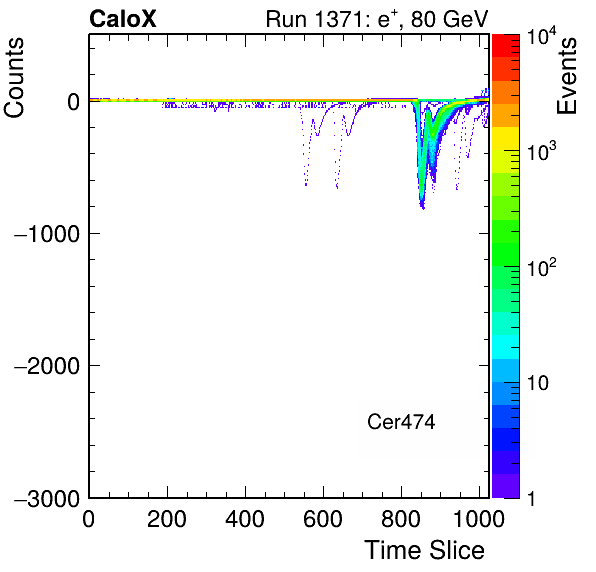 CaloX Run 1371: e⁺, 80 GeV
Counts
Events
0
−1000
−2000
−3000
10⁴
10³
10²
10
1
Cer474
0 200 400 600 800 1000
Time Slice